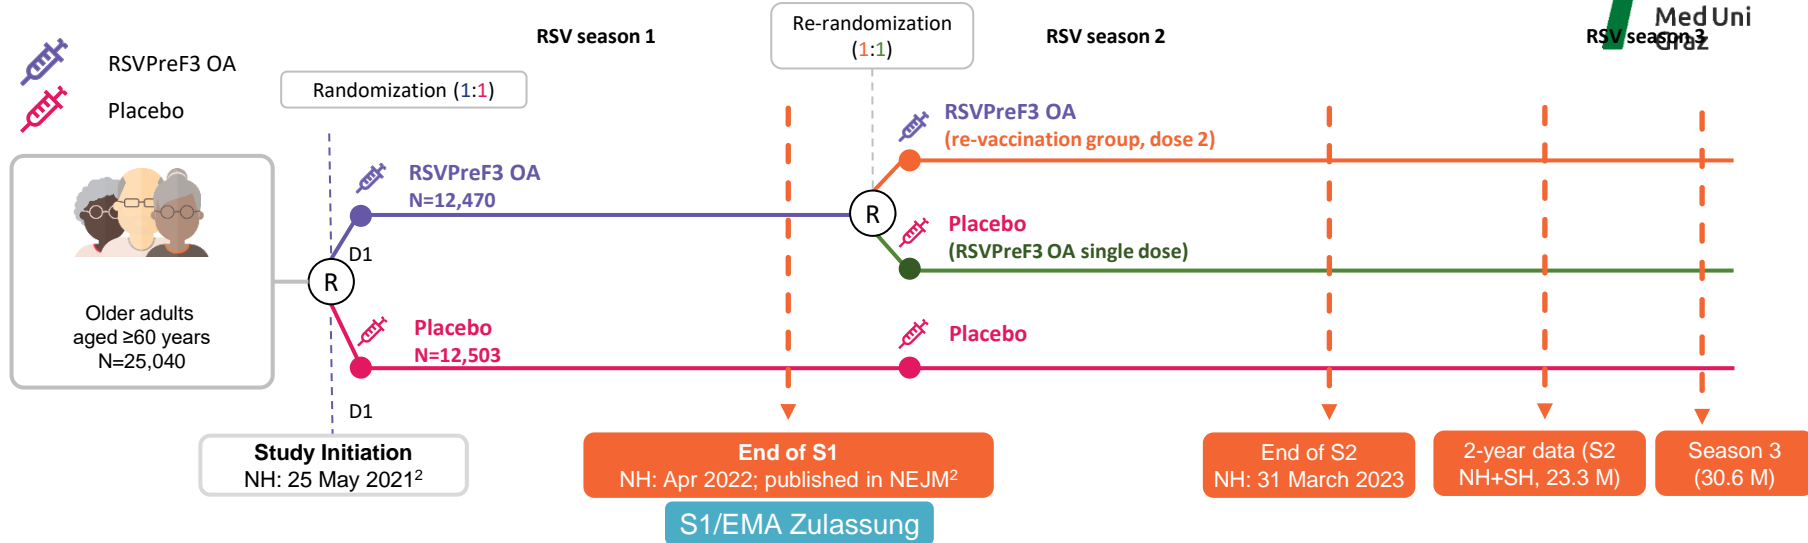 RSVPreF3 OA
Placebo
Randomization (1:1)
RSV season 1
Re-randomization
(1:1)
RSV season 2
Med Uni
Graz
RSV season 3
Older adults
aged ≥60 years
N=25,040
R
D1
D1
RSVPreF3 OA
N=12,470
Placebo
N=12,503
R
RSVPreF3 OA
(re-vaccination group, dose 2)
Placebo
(RSVPreF3 OA single dose)
Placebo
Study Initiation
NH: 25 May 2021²
End of S1
NH: Apr 2022; published in NEJM²
S1/EMA Zulassung
End of S2
NH: 31 March 2023
2-year data (S2
NH+SH, 23.3 M)
Season 3
(30.6 M)